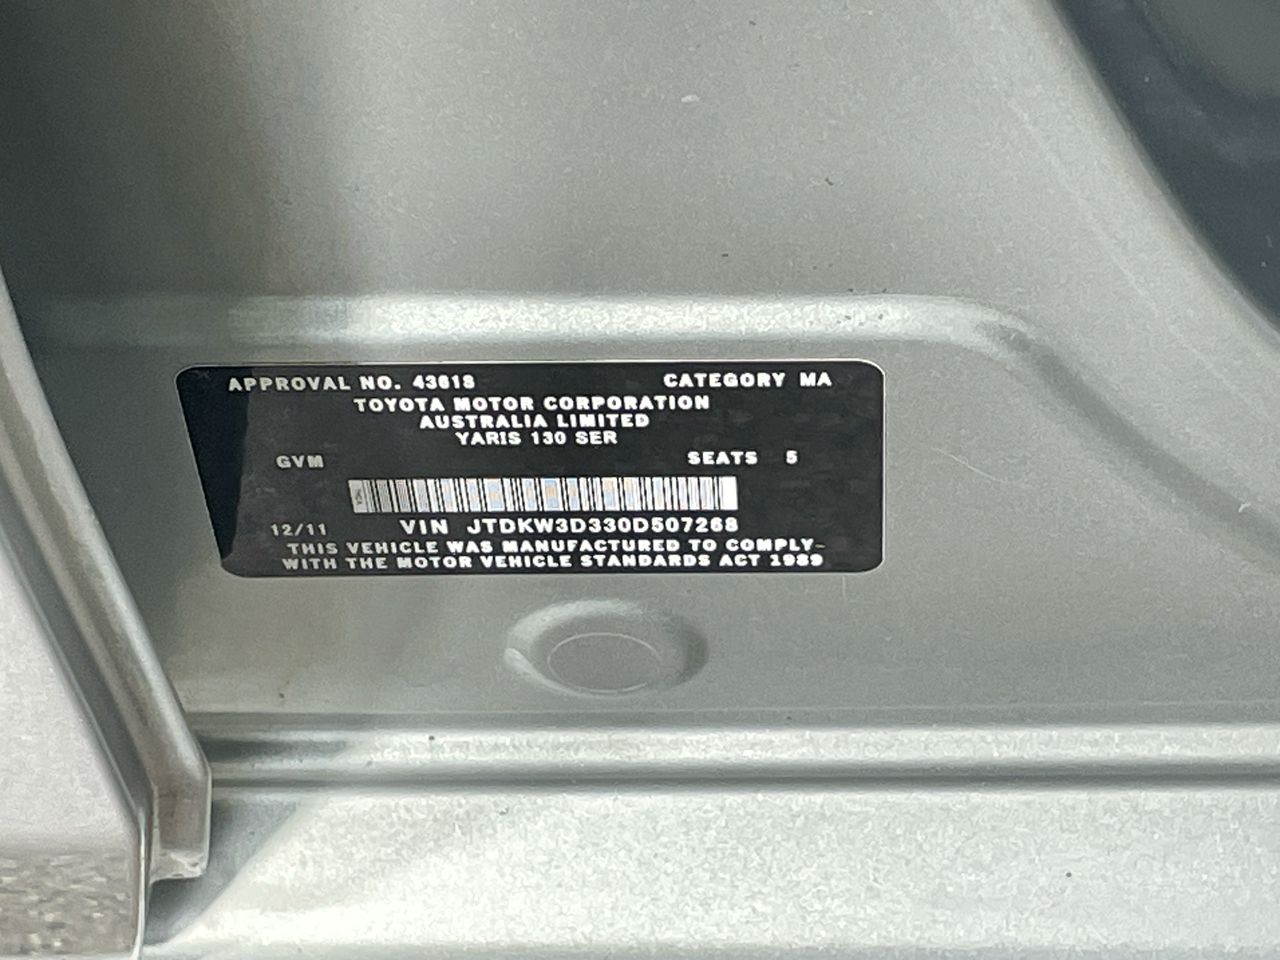 APPROVAL NO. 43618 CATEGORY MA
TOYOTA MOTOR CORPORATION
AUSTRALIA LIMITED
YARIS 130 SER
GVM SEATS 5
12/11 VIN JTDKW3D330D507268
THIS VEHICLE WAS MANUFACTURED TO COMPLY
WITH THE MOTOR VEHICLE STANDARDS ACT 1989